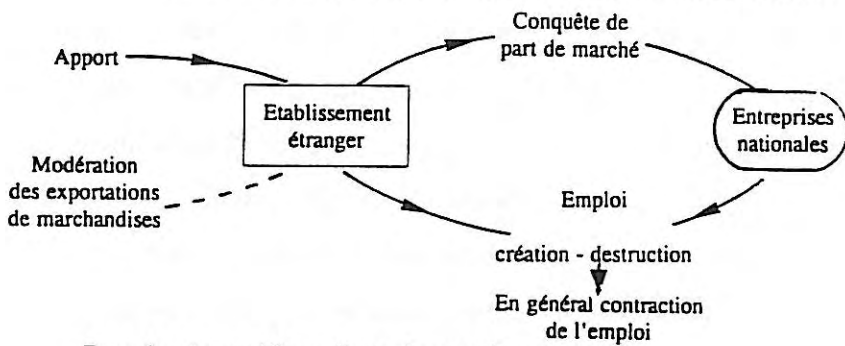 Conquête de
part de marché
Apport
Etablissement
étranger
Entreprises
nationales
Modération
des exportations
de marchandises
Emploi
création - destruction
En général contraction
de l'emploi